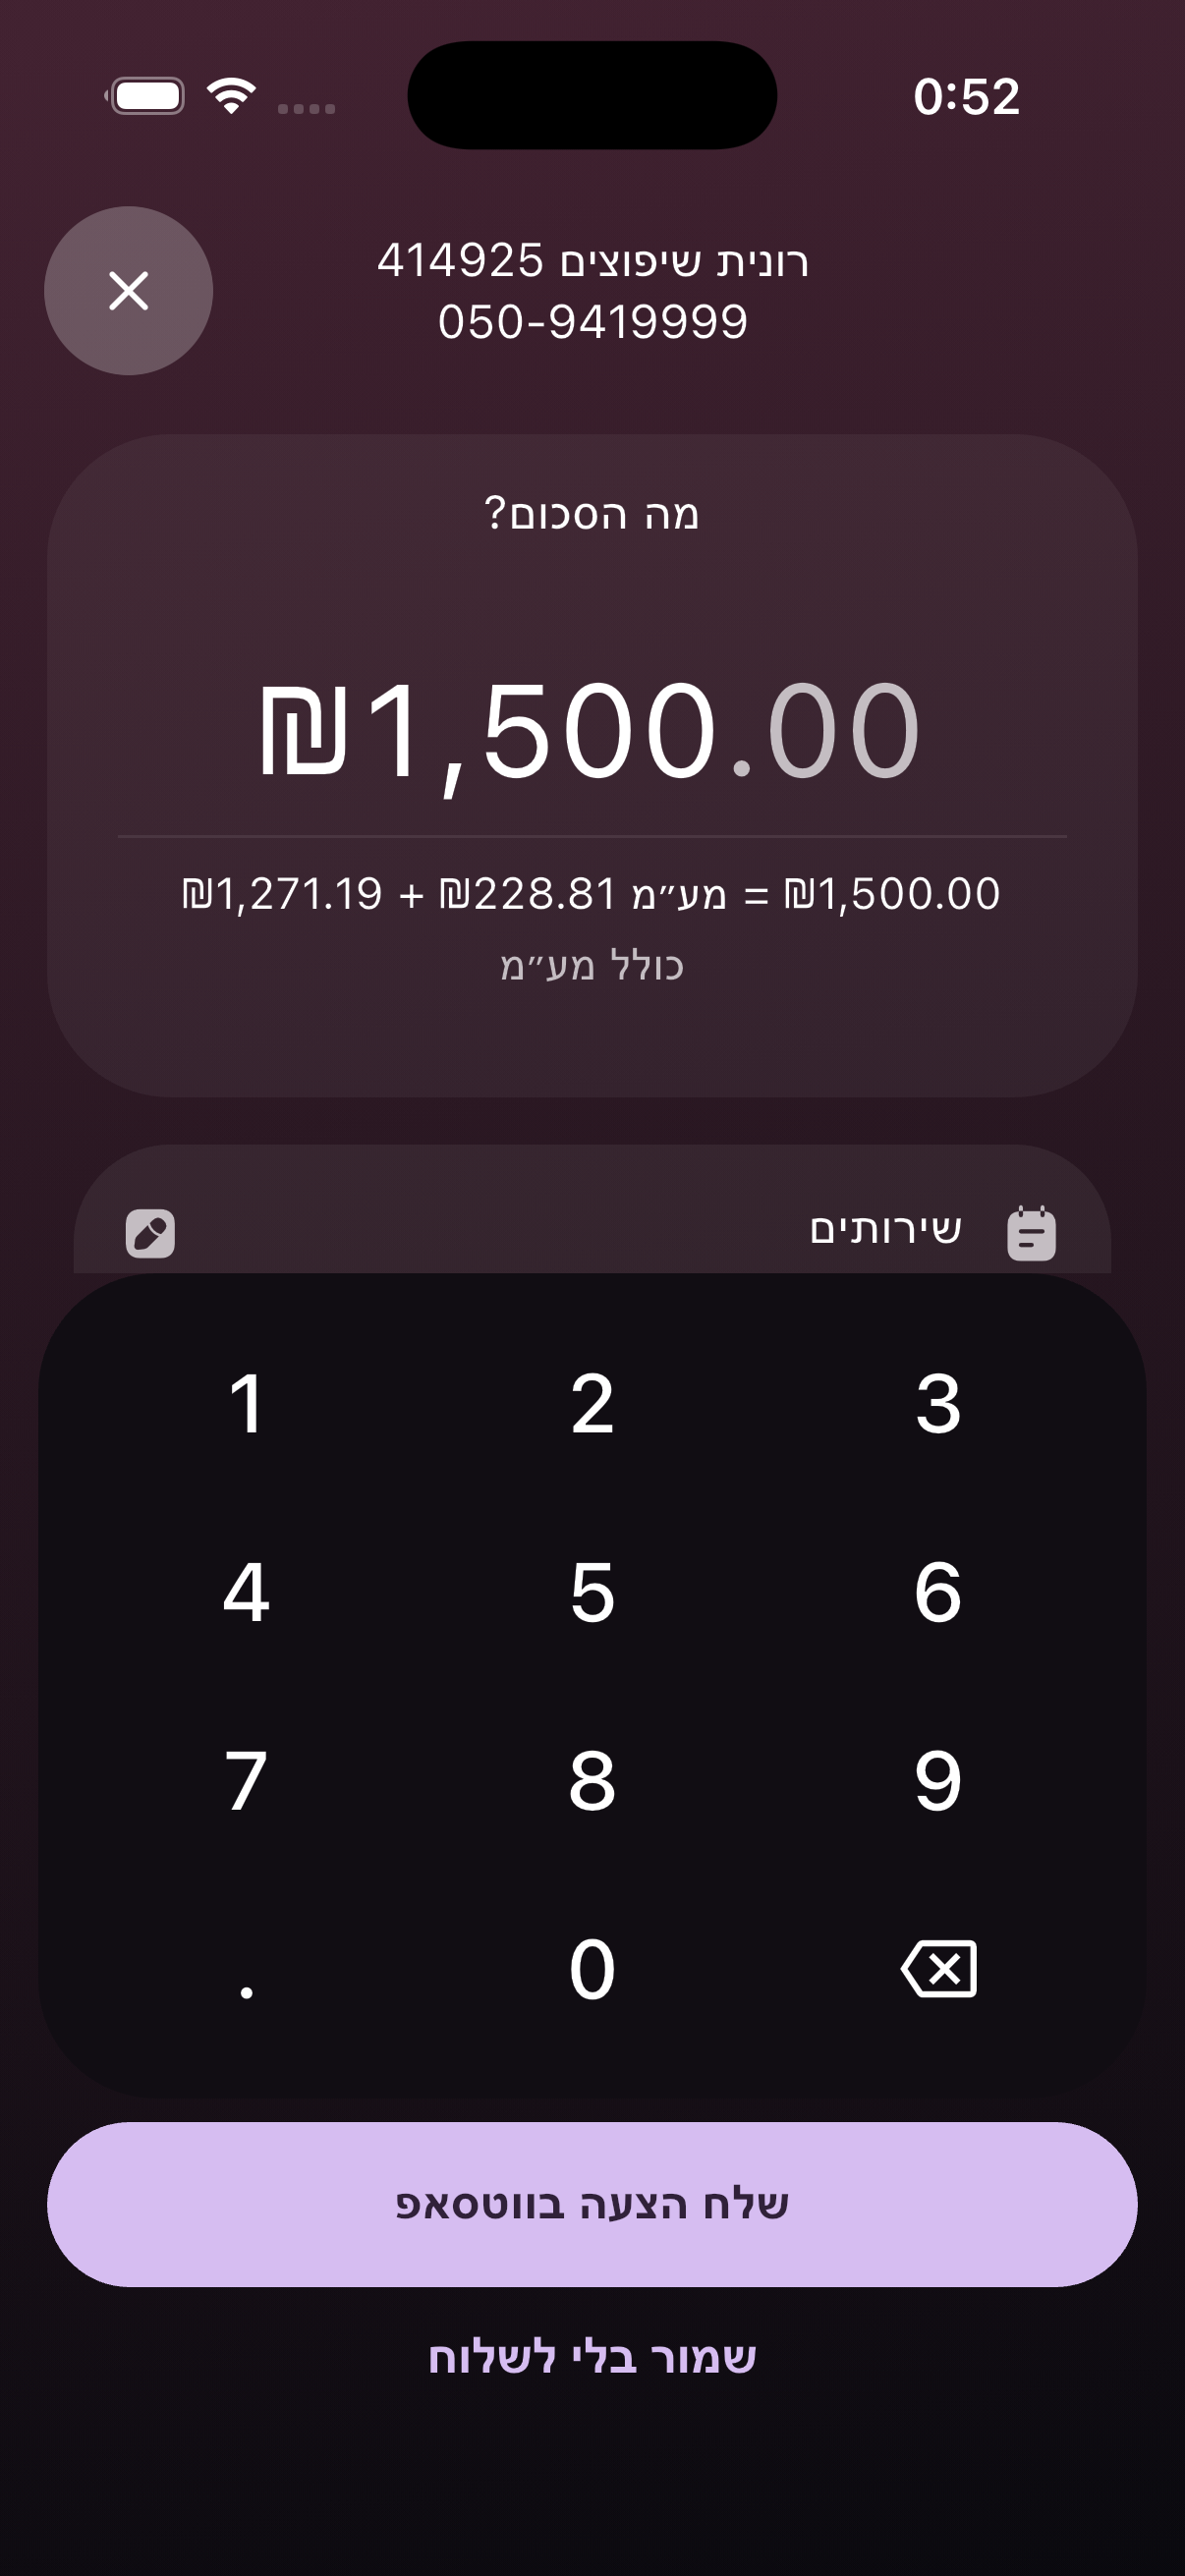 0:52
רונית שיפוצים 414925
050-9419999
מה הסכום?
₪1,500.00
₪1,271.19 + ₪228.81 מע״מ = ₪1,500.00
כולל מע״מ
שירותים
1 2 3
4 5 6
7 8 9
. 0
שלח הצעה בווטסאפ
שמור בלי לשלוח